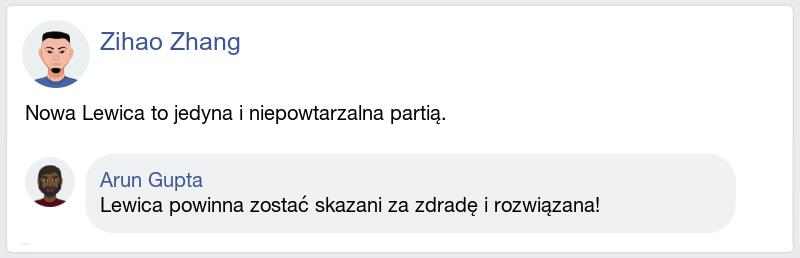 Zihao Zhang
Nowa Lewica to jedyna i niepowtarzalna partią.
Arun Gupta
Lewica powinna zostać skazani za zdradę i rozwiązana!